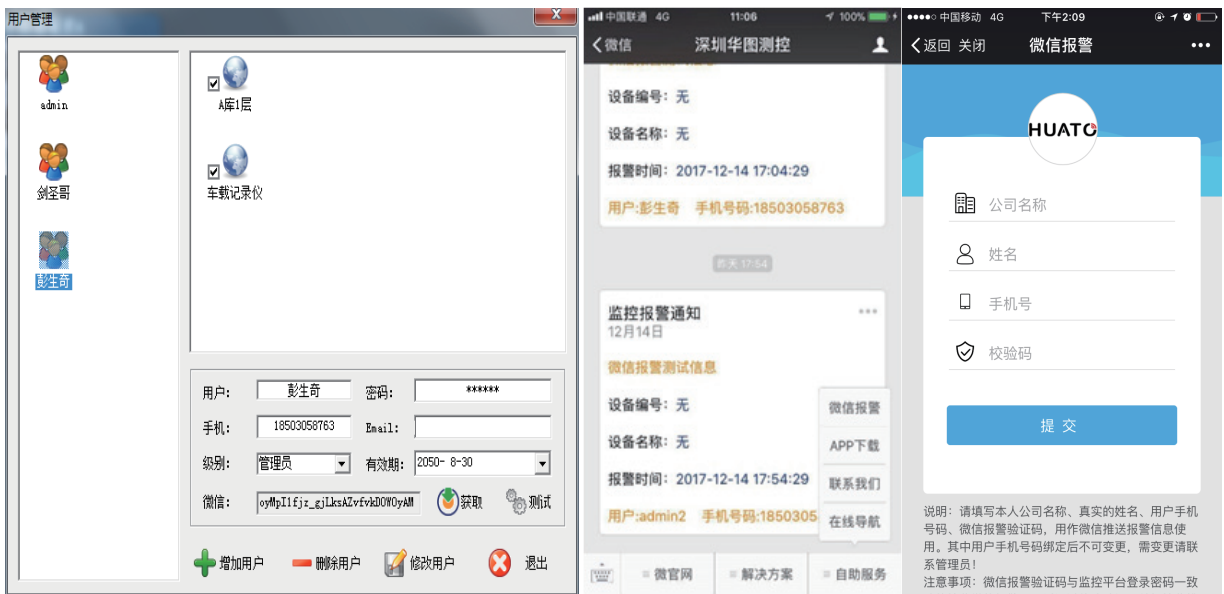 用户管理
admin
剑圣哥
彭生奇
A库1层
车载记录仪
用户: 彭生奇 密码: ******
手机: 18503058763 Email:
级别: 管理员 有效期: 2050- 8-30
微信: 获取 测试
增加用户 删除用户 修改用户 退出
中国联通 4G 11:06 100%
微信 深圳华图测控
设备编号：无
设备名称：无
报警时间：2017-12-14 17:04:29
用户:彭生奇 手机号码:18503058763
昨天 17:54
监控报警通知
12月14日
微信报警测试信息
设备编号：无
设备名称：无
报警时间：2017-12-14 17:54:29
用户:admin2 手机号码:1850305
微信报警
APP下载
联系我们
在线导航
微官网 解决方案 自助服务
中国移动 4G 下午2:09
返回 关闭 微信报警
HUATO
公司名称
姓名
手机号
校验码
提 交
说明：请填写本人公司名称、真实的姓名、用户手机
号码、微信报警验证码，用作微信推送报警信息使
用。其中用户手机号码绑定后不可变更，需变更请联
系管理员！
注意事项：微信报警验证码与监控平台登录密码一致